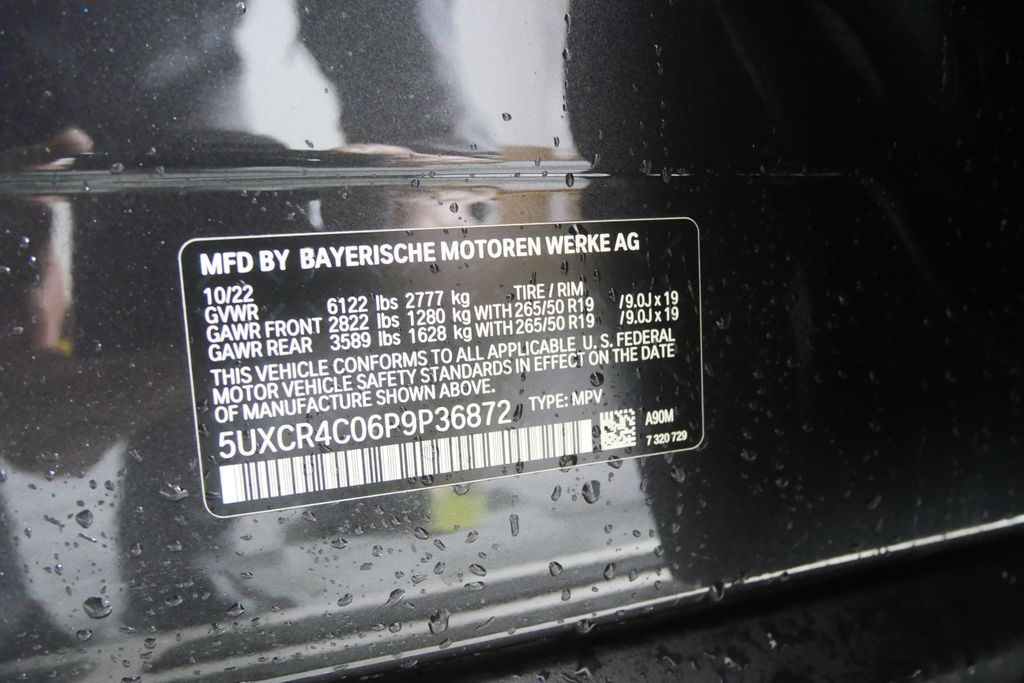 MFD BY BAYERISCHE MOTOREN WERKE AG
10/22 TIRE / RIM
GVWR 6122 lbs 2777 kg
GAWR FRONT 2822 lbs 1280 kg WITH 265/50 R19 /9.0J x 19
GAWR REAR 3589 lbs 1628 kg WITH 265/50 R19 /9.0J x 19
THIS VEHICLE CONFORMS TO ALL APPLICABLE U.S. FEDERAL
MOTOR VEHICLE SAFETY STANDARDS IN EFFECT ON THE DATE
OF MANUFACTURE SHOWN ABOVE.
5UXCR4C06P9P36872 TYPE: MPV
A90M
7 320 729